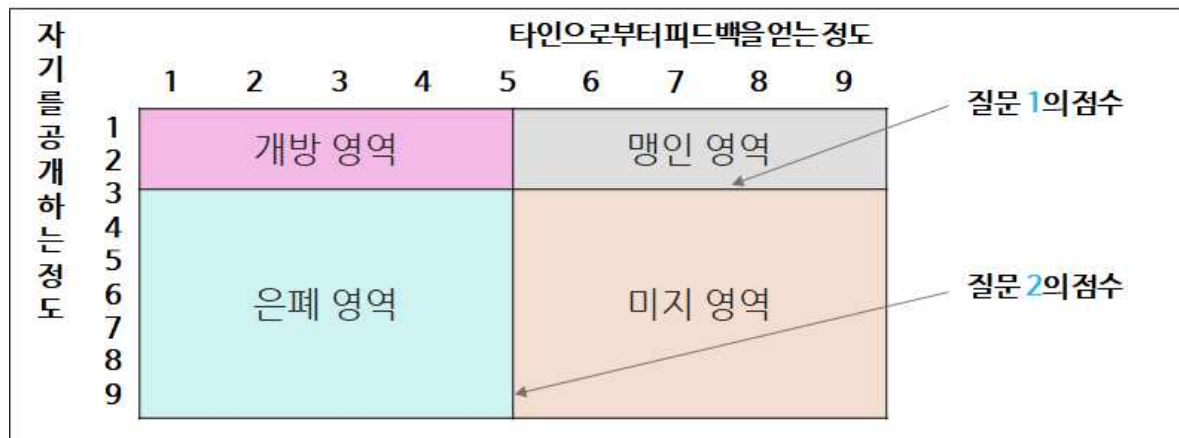 자기를 공개하는 정도
타인으로부터 피드백을 얻는 정도
1 2 3 4 5 6 7 8 9
질문 1의 점수
1
2
3
4
5
6
7
8
9
개방 영역
맹인 영역
은폐 영역
미지 영역
질문 2의 점수